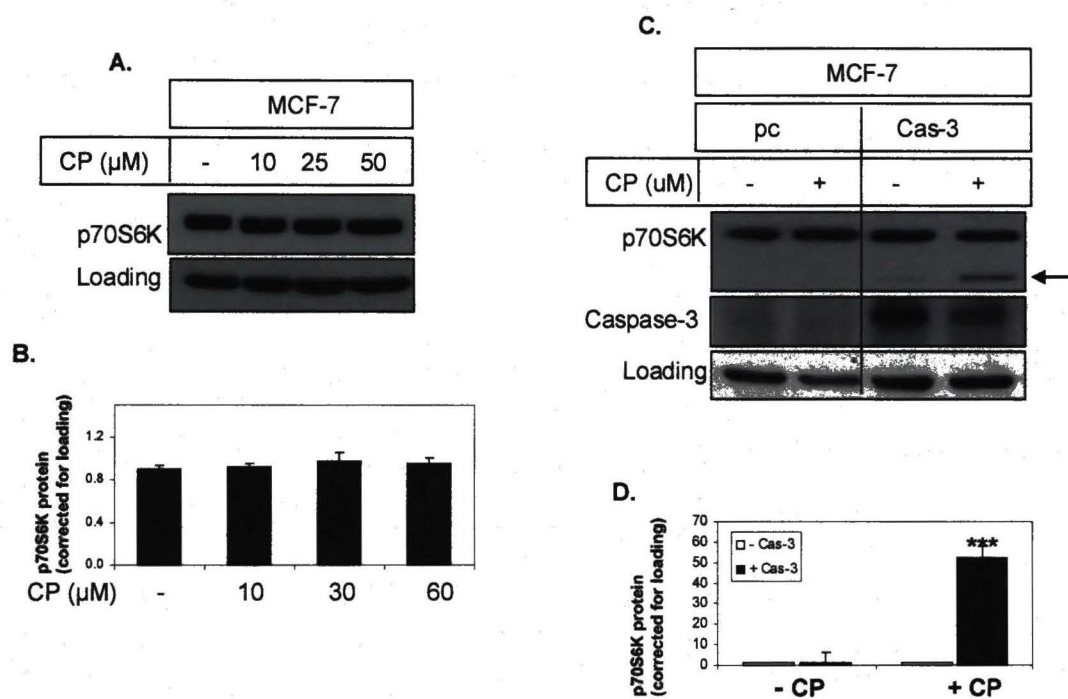 A.
MCF-7
CP (µM) - 10 25 50
p70S6K
Loading
B.
p70S6K protein
(corrected for loading)
1.2
0.8
0.4
0.0
CP (µM) - 10 30 60
C.
MCF-7
pc Cas-3
CP (uM) - + - +
p70S6K
Caspase-3
Loading
D.
p70S6K protein
(corrected for loading)
70
60
50
40
30
20
10
0
- Cas-3
+ Cas-3
***
- CP + CP